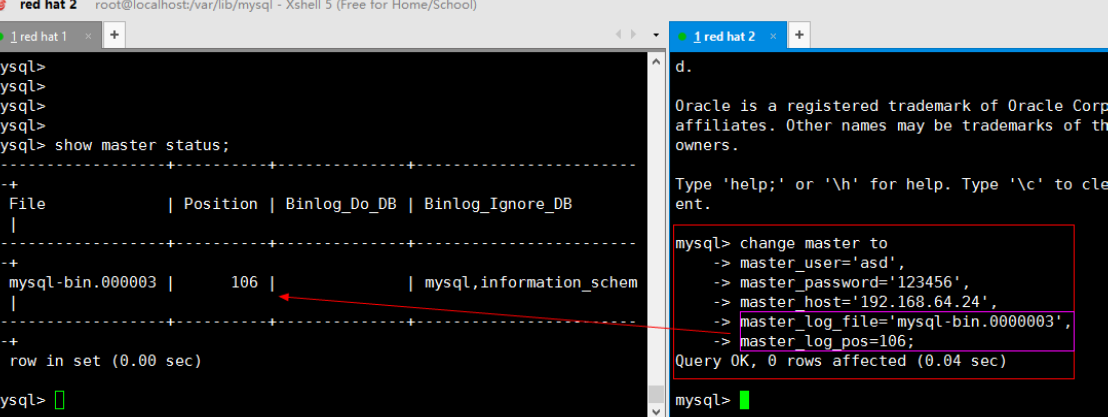 red hat 2 root@localhost:/var/lib/mysql - Xshell 5 (Free for Home/School)
1 red hat 1 × +
ysql>
ysql>
ysql>
ysql>
ysql> show master status;
-----------------+----------+--------------+------------------------
-+
File | Position | Binlog_Do_DB | Binlog_Ignore_DB
|
-----------------+----------+--------------+------------------------
-+
mysql-bin.000003 | 106 | | mysql,information_schem
|
-----------------+----------+--------------+------------------------
-+
row in set (0.00 sec)
ysql>
1 red hat 2 × +
d.
Oracle is a registered trademark of Oracle Corp
affiliates. Other names may be trademarks of th
owners.
Type 'help;' or '\h' for help. Type '\c' to cle
ent.
mysql> change master to
-> master_user='asd',
-> master_password='123456',
-> master_host='192.168.64.24',
-> master_log_file='mysql-bin.0000003',
-> master_log_pos=106;
Query OK, 0 rows affected (0.04 sec)
mysql>